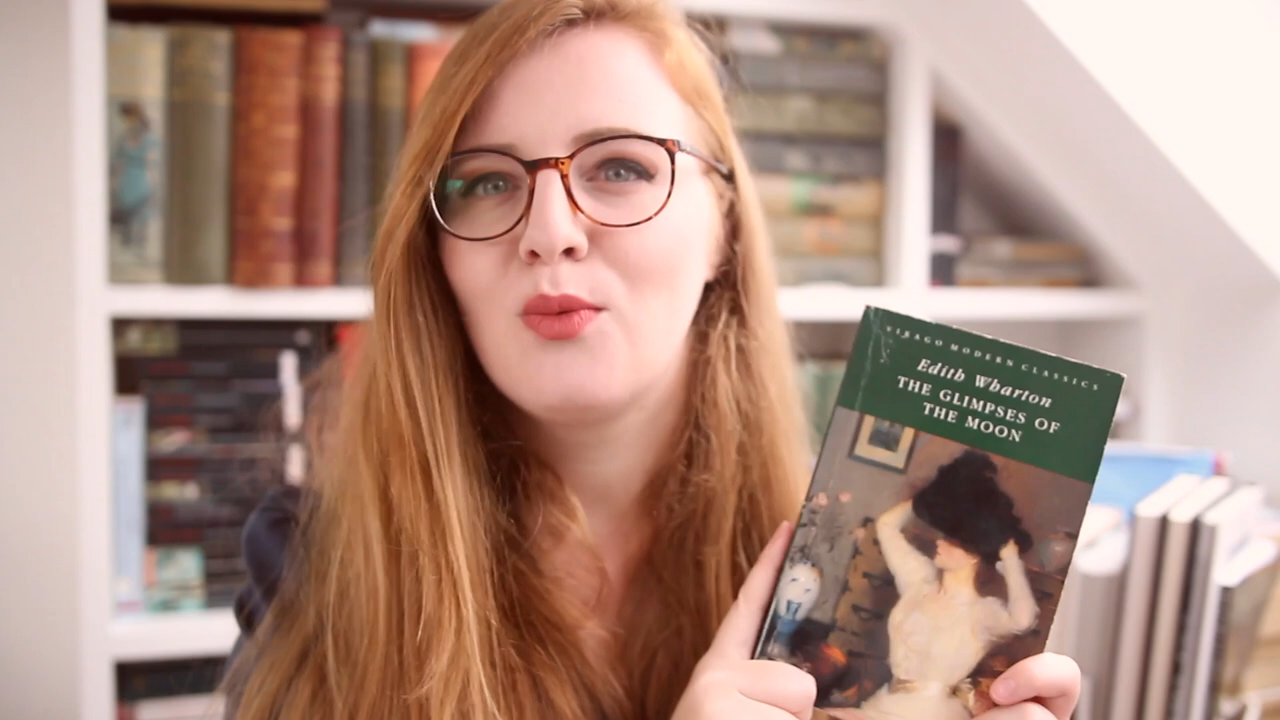 VIRAGO MODERN CLASSICS
Edith Wharton
THE GLIMPSES OF
THE MOON